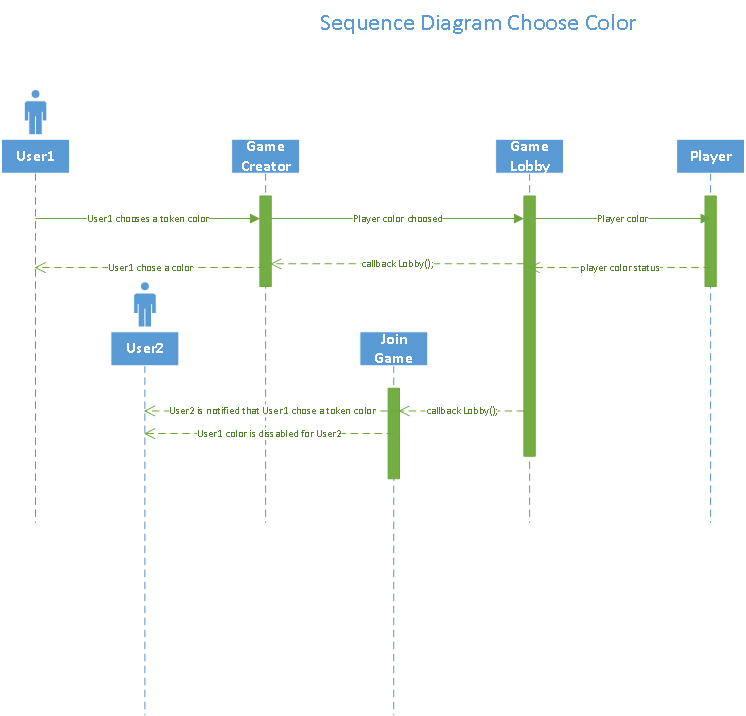 Sequence Diagram Choose Color
User1
Game
Creator
Game
Lobby
Player
User1 chooses a token color
Player color choosed
Player color
User1 chose a color
callback Lobby();
player color status
User2
Join
Game
User2 is notified that User1 chose a token color
callback Lobby();
User1 color is dissabled for User2